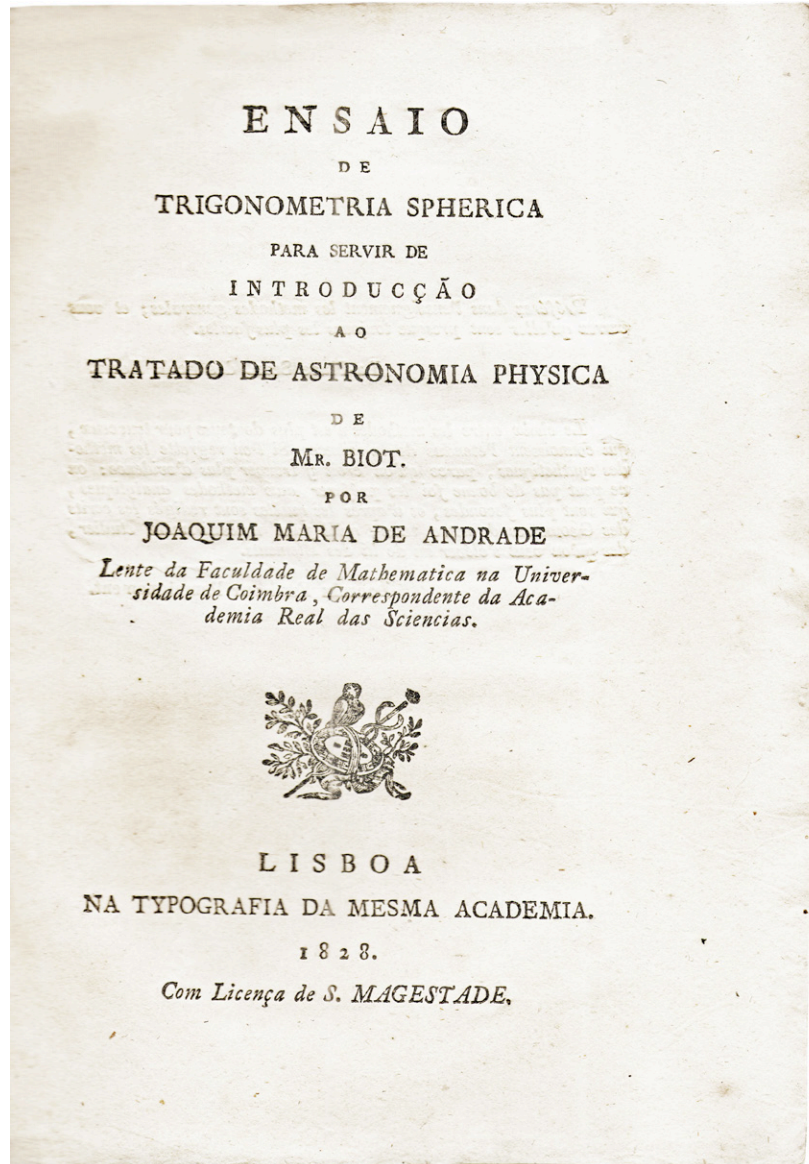 ENSAIO
DE
TRIGONOMETRIA SPHERICA
PARA SERVIR DE
INTRODUCÇÃO
AO
TRATADO DE ASTRONOMIA PHYSICA
DE
MR. BIOT.
POR
JOAQUIM MARIA DE ANDRADE
Lente da Faculdade de Mathematica na Univer-
sidade de Coimbra, Correspondente da Aca-
demia Real das Sciencias.
LISBOA
NA TYPOGRAFIA DA MESMA ACADEMIA.
1828.
Com Licença de S. MAGESTADE.